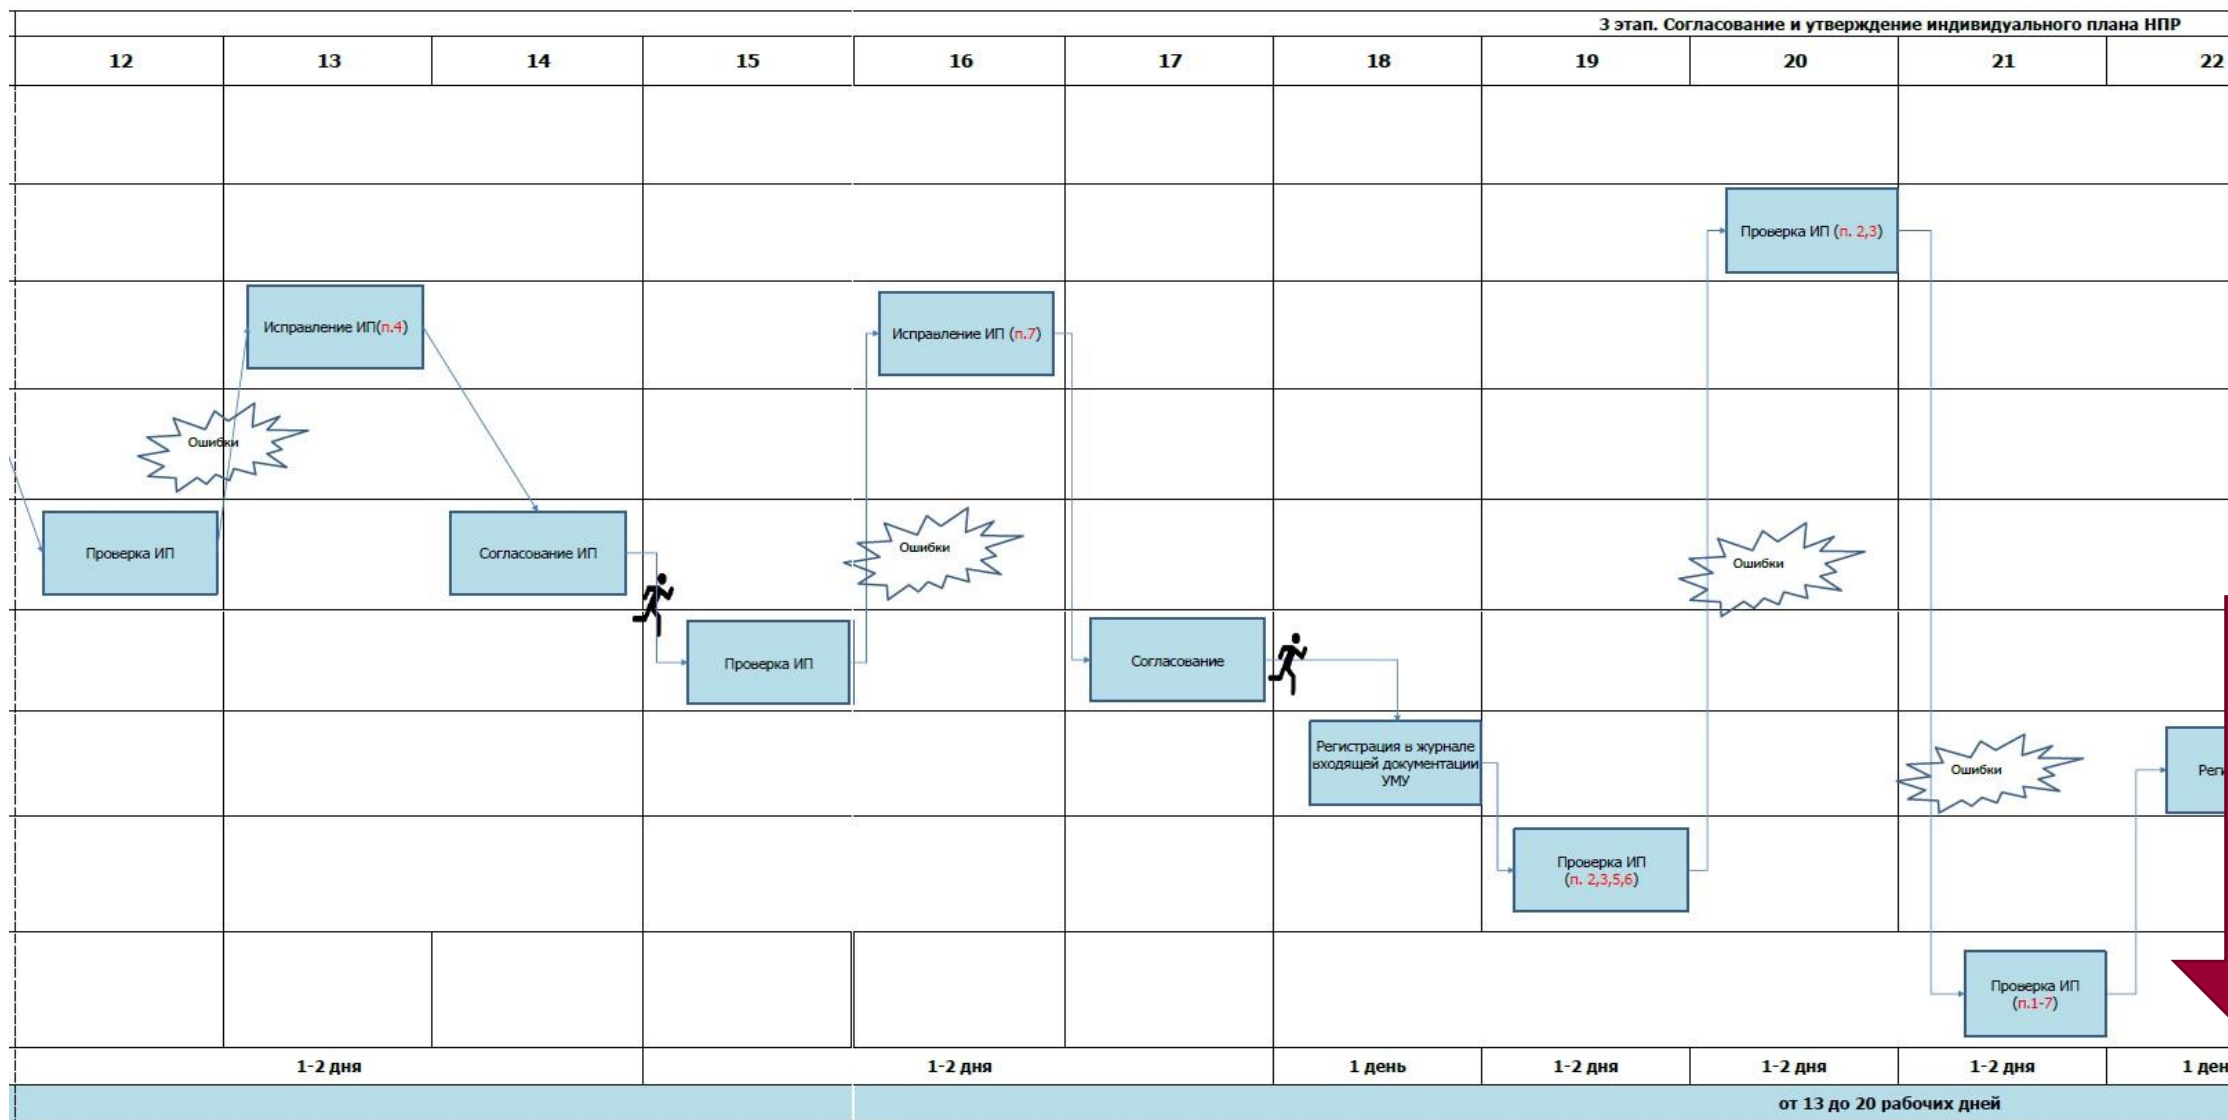 3 этап. Согласование и утверждение индивидуального плана НПР
12
13
14
15
16
17
18
19
20
21
22
Проверка ИП (п. 2,3)
Исправление ИП(п.4)
Исправление ИП (п.7)
Ошибки
Проверка ИП
Согласование ИП
Ошибки
Ошибки
Проверка ИП
Согласование
Регистрация в журнале
входящей документации
УМУ
Ошибки
Проверка ИП
(п. 2,3,5,6)
Проверка ИП
(п.1-7)
1-2 дня
1-2 дня
1 день
1-2 дня
1-2 дня
1-2 дня
1 ден
от 13 до 20 рабочих дней